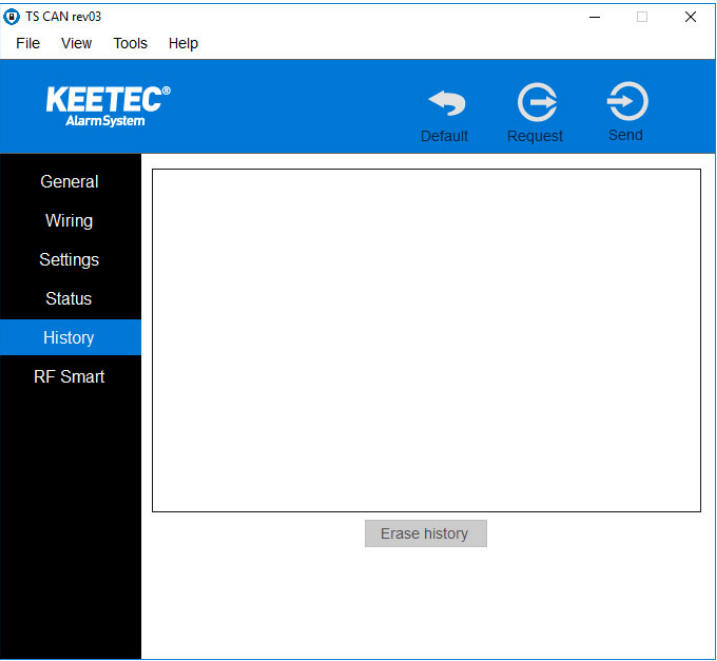 TS CAN rev03
File View Tools Help
KEETEC®
AlarmSystem
Default Request Send
General
Wiring
Settings
Status
History
RF Smart
Erase history